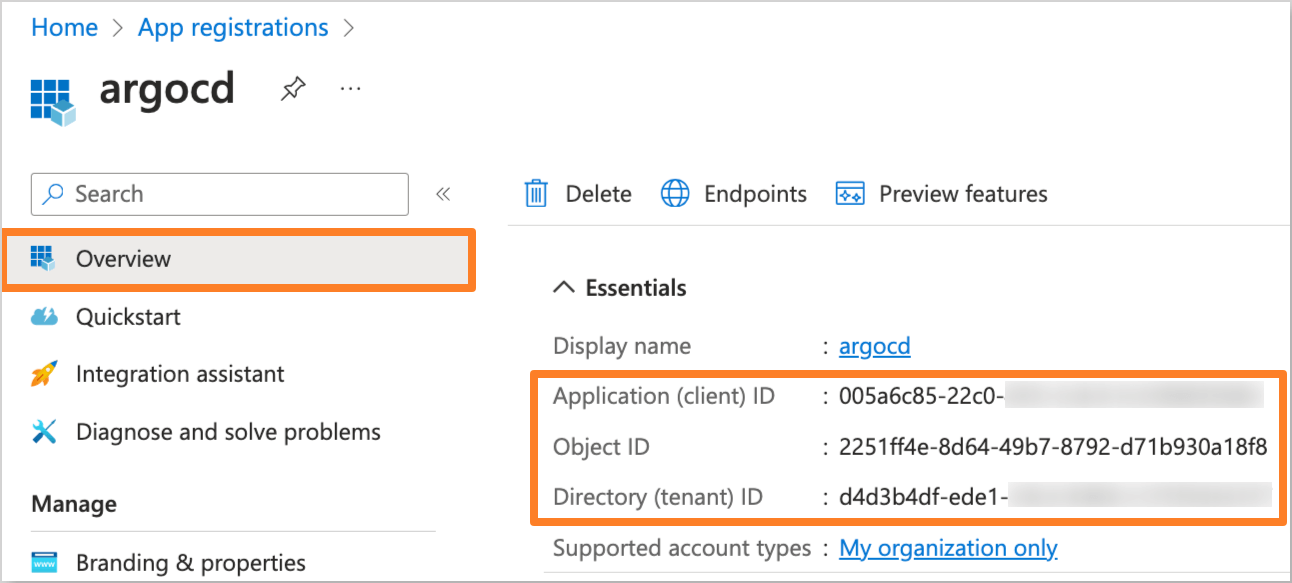 Home > App registrations >
argocd
...
Search
«
Delete Endpoints Preview features
Overview
Quickstart
Integration assistant
Diagnose and solve problems
Manage
www Branding & properties
Essentials
Display name : argocd
Application (client) ID : 005a6c85-22c0-
Object ID : 2251ff4e-8d64-49b7-8792-d71b930a18f8
Directory (tenant) ID : d4d3b4df-ede1-
Supported account types : My organization only